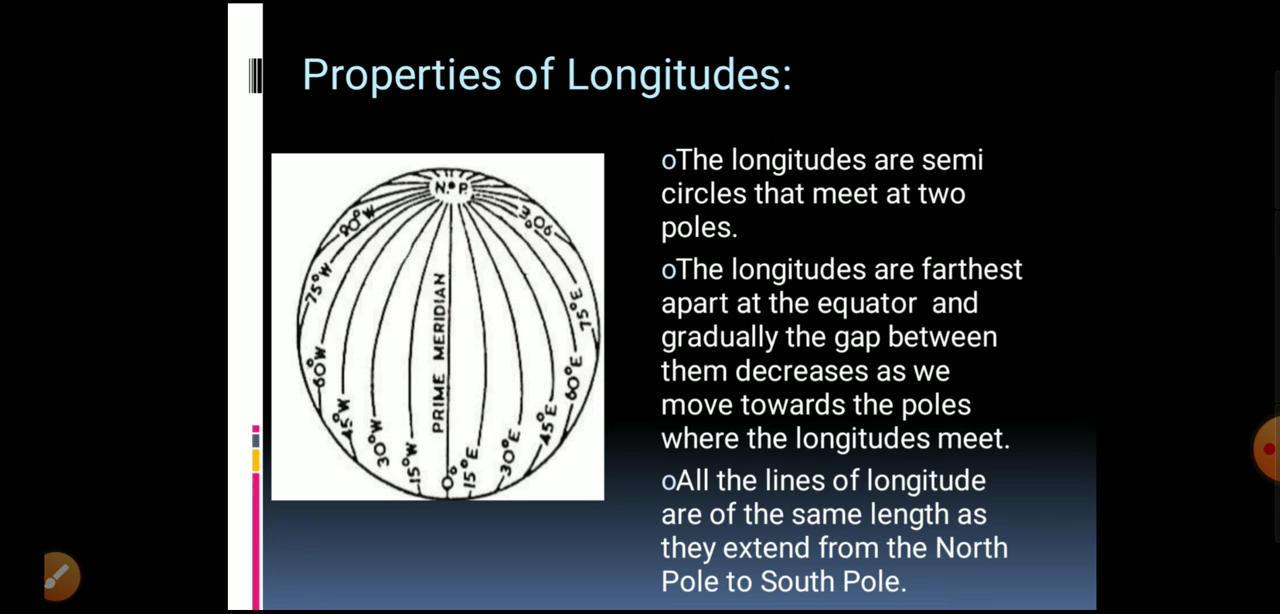 Properties of Longitudes:
N.P.
90°W
90°E
75°W
75°E
60°W
60°E
45°W
45°E
30°W
30°E
15°W
15°E
0°
PRIME MERIDIAN
oThe longitudes are semi
circles that meet at two
poles.
oThe longitudes are farthest
apart at the equator and
gradually the gap between
them decreases as we
move towards the poles
where the longitudes meet.
oAll the lines of longitude
are of the same length as
they extend from the North
Pole to South Pole.